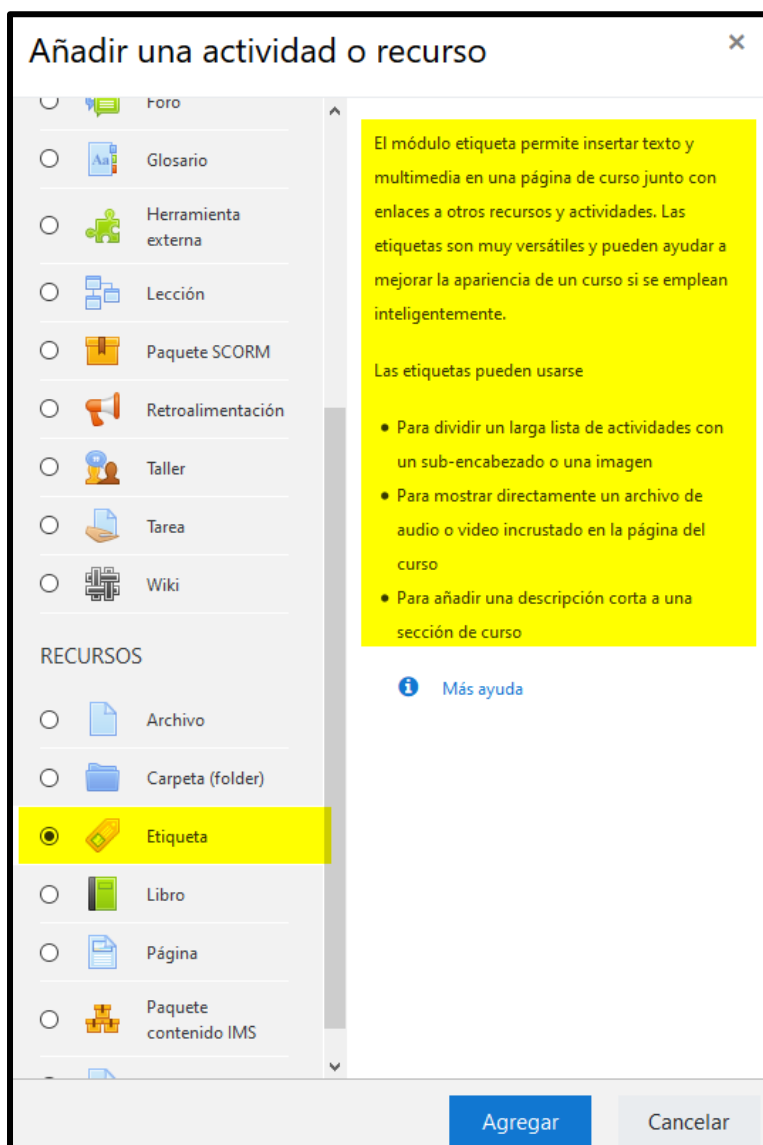 Añadir una actividad o recurso
×
Foro
Glosario
Herramienta
externa
Lección
Paquete SCORM
Retroalimentación
Taller
Tarea
Wiki
RECURSOS
Archivo
Carpeta (folder)
Etiqueta
Libro
Página
Paquete
contenido IMS
El módulo etiqueta permite insertar texto y
multimedia en una página de curso junto con
enlaces a otros recursos y actividades. Las
etiquetas son muy versátiles y pueden ayudar a
mejorar la apariencia de un curso si se emplean
inteligentemente.
Las etiquetas pueden usarse
• Para dividir un larga lista de actividades con
un sub-encabezado o una imagen
• Para mostrar directamente un archivo de
audio o video incrustado en la página del
curso
• Para añadir una descripción corta a una
sección de curso
Más ayuda
Agregar
Cancelar